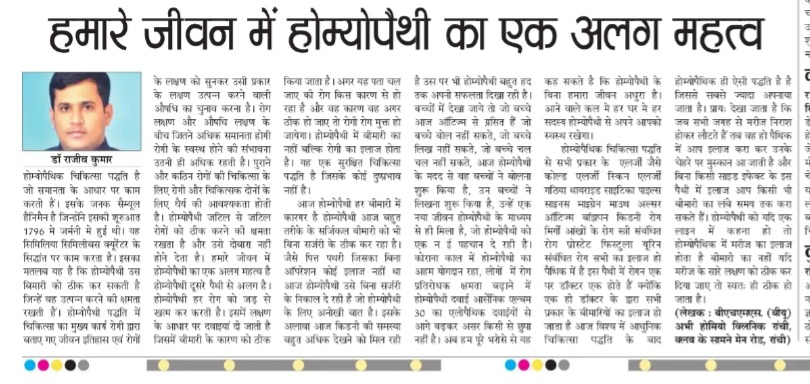 हमारे जीवन में होम्योपैथी का एक अलग महत्व
डॉ राजीव कुमार
होम्योपैथिक चिकित्सा पद्धति है
जो समानता के आधार पर काम
करती हैं। इसके जनक सैम्यूल
हैनिमैन है जिनोंने इसकी शुरुआत
1796 मे जर्मनी में हुई थी। यह
सिमिलिया सिमिलीबस क्यूरेंटर के
सिद्धांत पर काम करता है। इसका
मतलब यह है कि होम्योपैथी उस
बिमारी को ठीक कर सकती है
जिन्हें वह उत्पन्न करने की क्षमता
रखती हैं । होम्योपैथी पद्धति में
चिकित्सा का मुख्य कार्य रोगी द्वारा
बताए गए जीवन इतिहास एवं रोगों
के लक्षण को सुनकर उसी प्रकार
के लक्षण उत्पन्न करने वाली
औषधि का चुनाव करना है। रोग
लक्षण और औषधि लक्षण के
बीच जितने अधिक समानता होगी
रोगी के स्वस्थ होने की संभावना
उतनी ही अधिक रहती है। पुराने
और कठिन रोगों की चिकित्सा के
लिए रोगी और चिकित्सक दोनों के
लिए धैर्य की आवश्यकता होती
है। होम्योपैथी जटिल से जटिल
रोगों को ठीक करने की क्षमता
रखता है और उसे दोबारा नहीं
होने देता है। हमारे जीवन में
होम्योपैथी का एक अलग महत्व है
होम्योपैथी दूसरे पैथी से अलग है।
होम्योपैथी हर रोग को जड़ से
खत्म कर करती है। इसमें लक्षण
के आधार पर दवाइयां दी जाती है
जिसमें बीमारी के कारण को ठीक
किया जाता है। अगर यह पता चल
जाए की रोग किस कारण से हो
रहा है और वह कारण वह अगर
ठीक हो जाए तो रोगी रोग मुक्त हो
जायेगा। होम्योपैथी में बीमारी का
नहीं बल्कि रोगी का इलाज होता
है। यह एक सुरक्षित चिकित्सा
पद्धति है जिसके कोई दुष्प्रभाव
नहीं है।
आज होम्योपैथी हर बीमारी में
कारगर है होम्योपैथी आज बहुत
तरीके के सर्जिकल बीमारी को भी
बिना सर्जरी के ठीक कर रहा है।
जैसे पित्त पथरी जिसका बिना
ऑपरेशन कोई इलाज नहीं था
आज होम्योपैथी उसे बिना सर्जरी
के निकाल दे रही है जो होम्योपैथी
के लिए अनोखी बात है। इसके
अलावा आज किडनी की समस्या
बहुत अधिक देखने को मिल रही
है उस पर भी होम्योपैथी बहुत हद
तक अपनी सफलता दिखा रही है।
बच्चों में देखा जाये तो जो बच्चे
आज ऑटिज्म से ग्रसित हैं जो
बच्चे बोल नहीं सकते, जो बच्चे
लिख नहीं सकते, जो बच्चे चल
चल नहीं सकते, आज होम्योपैथी
के मदद से वह बच्चे ने बोलना
शुरू किया है, उन बच्चों ने
लिखना शुरू किया है, उन्हें एक
नया जीवन होम्योपैथी के माध्यम
से ही मिला है, जो होम्योपैथी को
एक न ई पहचान दे रही है।
कोराना काल में होम्योपैथी का
आहम योगदान रहा, लोगों में रोग
प्रतिरोधक क्षमता बढ़ाने में
होम्योपैथी दवाई आर्सेनिक एल्बम
30 का एलोपैथिक दवाईयों से
आगे बढ़कर असर किसी से छुपा
नहीं है। अब हम पूरे भरोसे से यह
कह सकते है कि होम्योपैथी के
बिना हमारा जीवन अधूरा है।
आने वाले कल मे हर घर मे हर
सदस्य होम्योपैथी से अपने आपको
स्वस्थ रखेगा।
होम्योपैथिक चिकित्सा पद्धति
से सभी प्रकार के एलर्जी जैसे
कोल्ड एलर्जी स्किन एलर्जी
गठिया थायराइड साइटिका पाइल्स
साइनस माइग्रेन माउथ अल्सर
ऑटिज्म बांझपन किडनी रोग
मिर्गी आंखों के रोग स्त्री संबंधित
रोग प्रोस्टेट फिस्टुला यूरिन
संबंधित रोग सभी का इलाज हो
पैथिक में है इस पैथी में रोगन एक
पर डॉक्टर एक होते हैं क्योंकि
एक ही डॉक्टर के द्वारा सभी
प्रकार के बीमारियों का इलाज हो
जाता है आज विश्व में आधुनिक
चिकित्सा पद्धति के बाद
होम्योपैथिक ही ऐसी पद्धति है है
जिससे सबसे ज्यादा अपनाया
जाता है। प्रायः देखा जाता है कि
जब सभी जगह से मरीज निराश
होकर लौटते हैं तब वह हो पैथिक
में आप इलाज करा कर उनके
चेहरे पर मुस्कान आ जाती है और
बिना किसी साइड इफेक्ट के इस
पैथी में इलाज आप किसी भी
बीमारी का लंबे समय तक करा
सकते हैं। होम्योपैथी को यदि एक
लाइन में कहना हो तो
होम्योपैथिक में मरीज का इलाज
होता है बीमारी का नहीं यदि
मरीज के सारे लक्षण को ठीक कर
दिया जाए तो स्वतः ही ठीक हो
जाता है।
(लेखक : बीएचएमएस. (बीयू)
अभी होमियो क्लिनिक रांची,
क्लब के सामने मेन रोड, रांची)